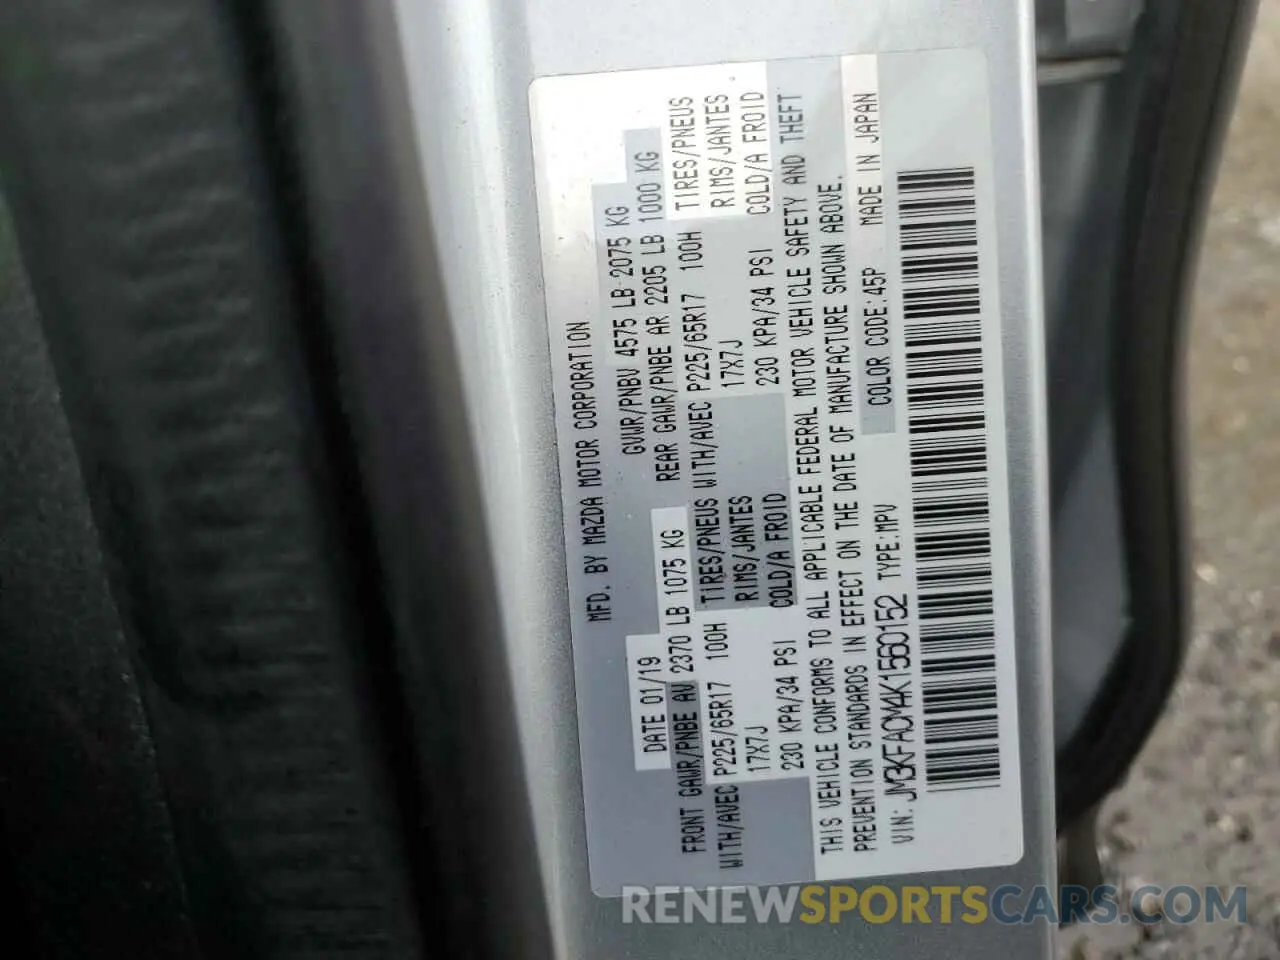 MFD. BY MAZDA MOTOR CORPORATION
DATE 01/19 GVWR/PNBV 4575 LB 2075 KG
FRONT GAWR/PNBE AV 2370 LB 1075 KG REAR GAWR/PNBE AR 2205 LB 1000 KG
WITH/AVEC P225/65R17 100H TIRES/PNEUS WITH/AVEC P225/65R17 100H TIRES/PNEUS
17X7J RIMS/JANTES 17X7J RIMS/JANTES
230 KPA/34 PSI COLD/A FROID 230 KPA/34 PSI COLD/A FROID
THIS VEHICLE CONFORMS TO ALL APPLICABLE FEDERAL MOTOR VEHICLE SAFETY AND THEFT
PREVENTION STANDARDS IN EFFECT ON THE DATE OF MANUFACTURE SHOWN ABOVE.
VIN: JM3KFACM4K1560152 TYPE:MPV COLOR CODE:45P MADE IN JAPAN
RENEWSPORTSCARS.COM